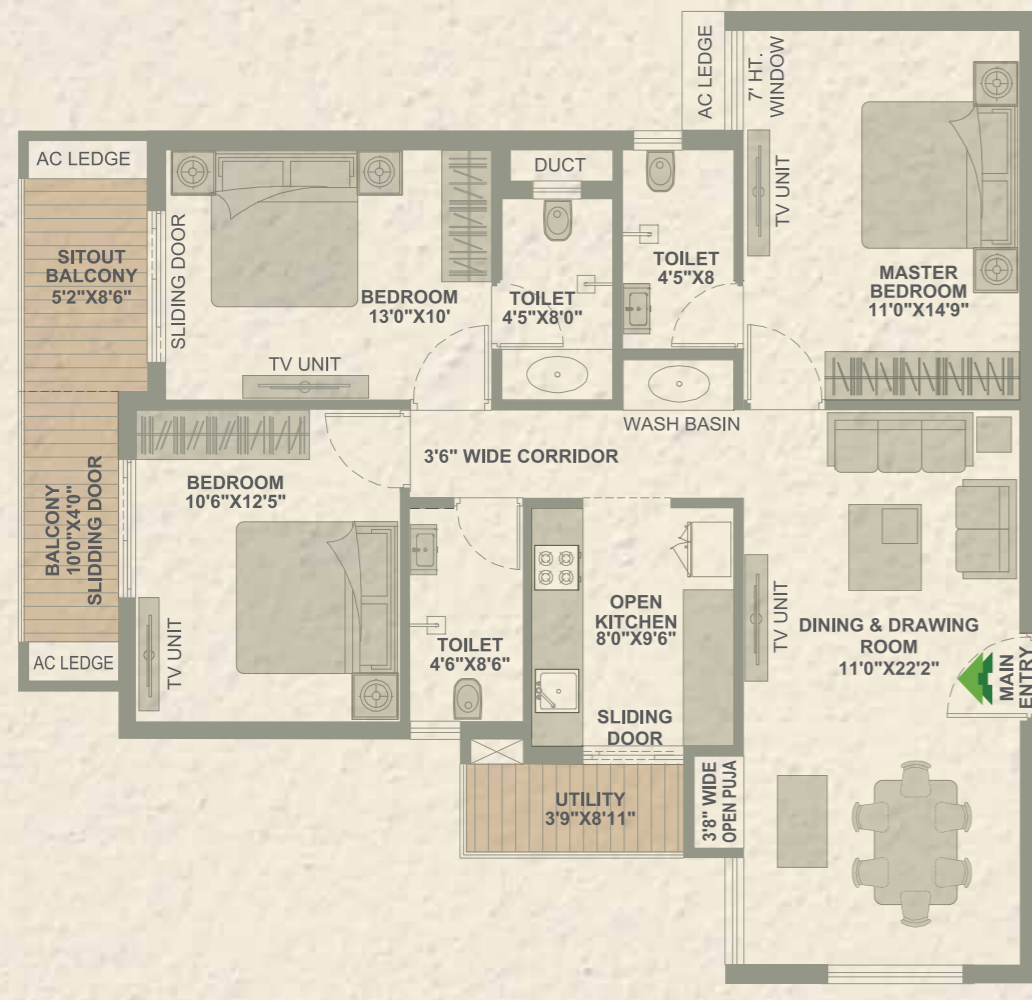 AC LEDGE
7' HT.
WINDOW
AC LEDGE
DUCT
TV UNIT
SITOUT
BALCONY
5'2"X8'6"
SLIDING DOOR
BEDROOM
13'0"X10'
TOILET
4'5"X8'0"
TOILET
4'5"X8
MASTER
BEDROOM
11'0"X14'9"
TV UNIT
WASH BASIN
3'6" WIDE CORRIDOR
BEDROOM
10'6"X12'5"
BALCONY
10'0"X4'0"
SLIDDING DOOR
OPEN
KITCHEN
8'0"X9'6"
TV UNIT
DINING & DRAWING
ROOM
11'0"X22'2"
MAIN
ENTRY
TOILET
4'6"X8'6"
AC LEDGE
TV UNIT
SLIDING
DOOR
UTILITY
3'9"X8'11"
3'8" WIDE
OPEN PUJA